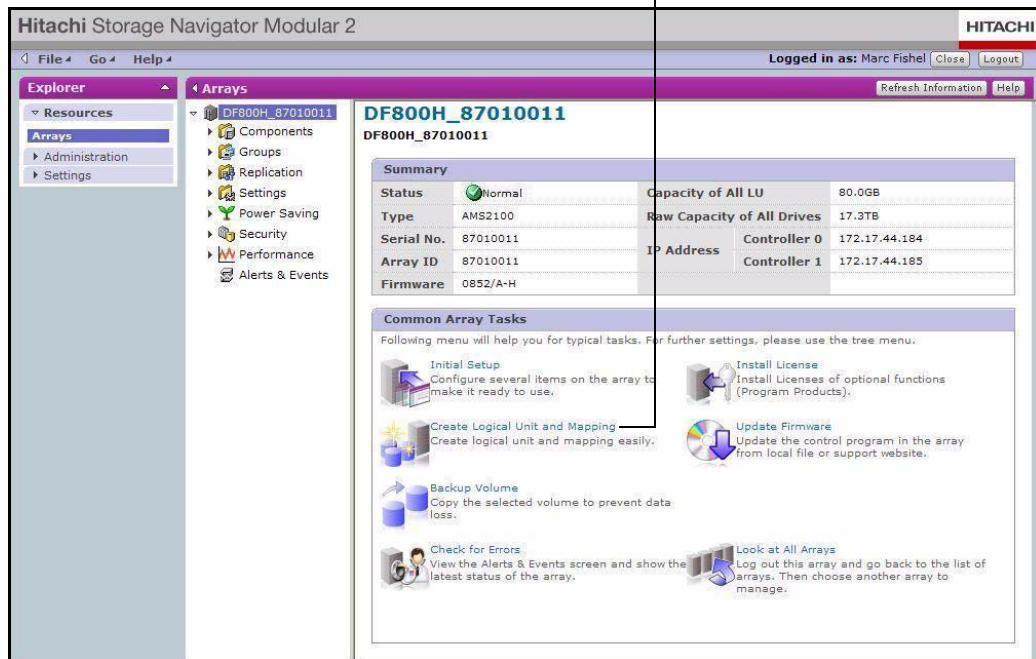 Hitachi Storage Navigator Modular 2
HITACHI
File Go Help
Logged in as: Marc Fishel Close Logout
Explorer
Resources
Arrays
Administration
Settings
Arrays
Refresh Information Help
DF800H_87010011
Components
Groups
Replication
Settings
Power Saving
Security
Performance
Alerts & Events
DF800H_87010011
DF800H_87010011
Summary
Status Normal Capacity of All LU 80.0GB
Type AMS2100 Raw Capacity of All Drives 17.3TB
Serial No. 87010011 IP Address Controller 0 172.17.44.184
Array ID 87010011 Controller 1 172.17.44.185
Firmware 0852/A-H
Common Array Tasks
Following menu will help you for typical tasks. For further settings, please use the tree menu.
Initial Setup
Configure several items on the array to
make it ready to use.
Install License
Install Licenses of optional functions
(Program Products).
Create Logical Unit and Mapping
Create logical unit and mapping easily.
Update Firmware
Update the control program in the array
from local file or support website.
Backup Volume
Copy the selected volume to prevent data
loss.
Check for Errors
View the Alerts & Events screen and show the
latest status of the array.
Look at All Arrays
Log out this array and go back to the list of
arrays. Then choose another array to
manage.